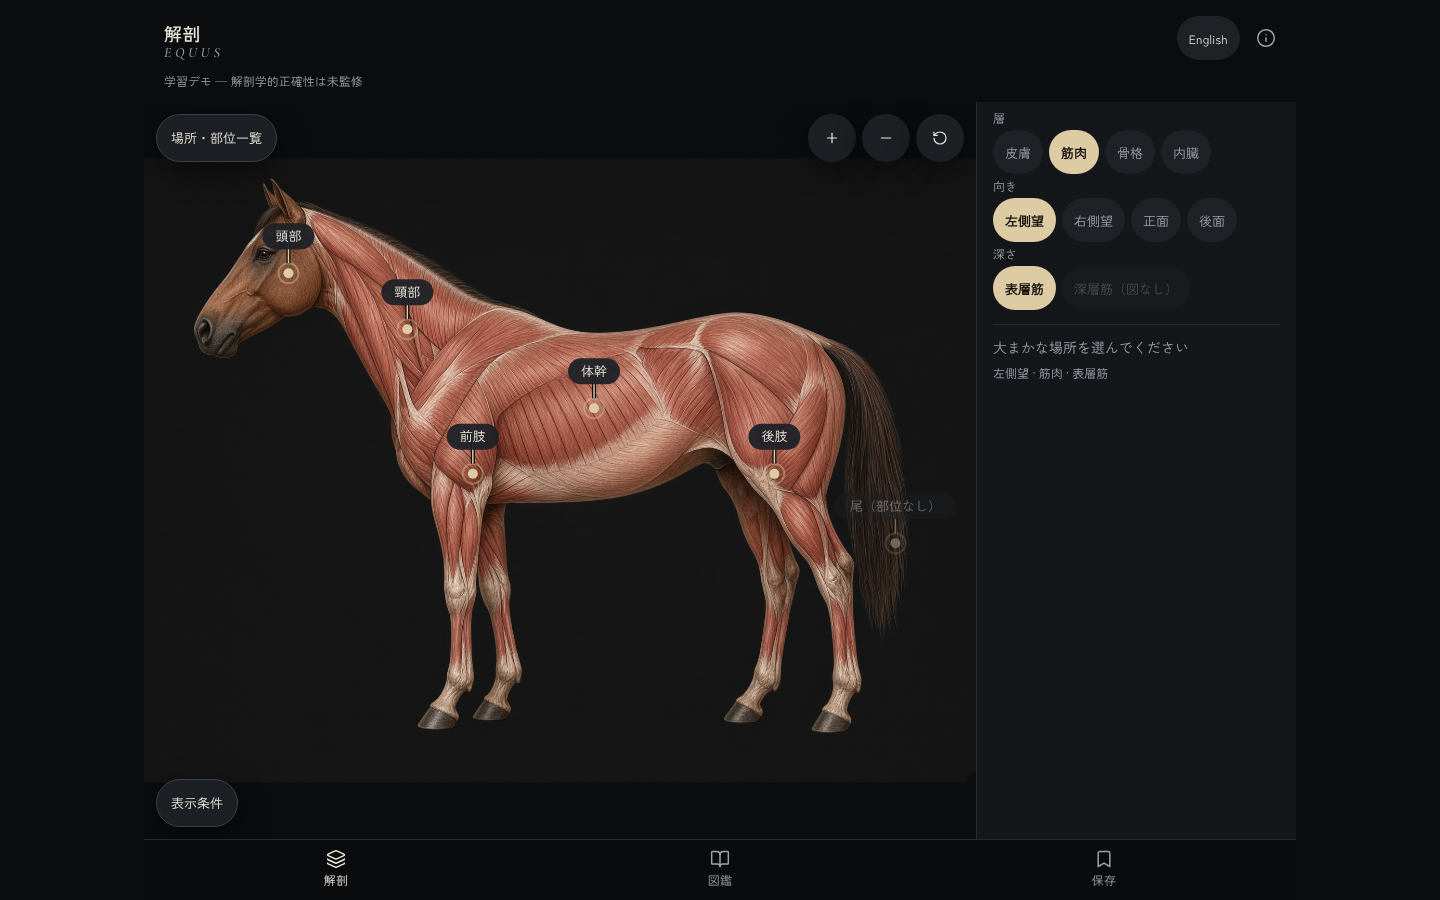 解剖
EQUUS
学習デモ — 解剖学的正確性は未監修
English
場所・部位一覧
頭部
頸部
体幹
前肢
後肢
尾（部位なし）
表示条件
層
皮膚 筋肉 骨格 内臓
向き
左側望 右側望 正面 後面
深さ
表層筋 深層筋（図なし）
大まかな場所を選んでください
左側望・筋肉・表層筋
解剖 図鑑 保存